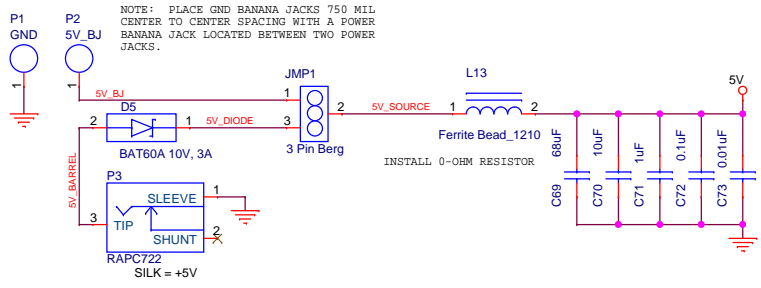 NOTE: PLACE GND BANANA JACKS 750 MIL
CENTER TO CENTER SPACING WITH A POWER
BANANA JACK LOCATED BETWEEN TWO POWER
JACKS.
P1
GND
P2
5V_BJ
1
1
5V_BJ
D5
2
1
5V_DIODE
BAT60A 10V, 3A
JMP1
1
2
3
3 Pin Berg
5V_SOURCE
L13
1
2
Ferrite Bead_1210
INSTALL 0-OHM RESISTOR
5V
68uF
10uF
1uF
0.1uF
0.01uF
C69
C70
C71
C72
C73
5V_BARREL
P3
SLEEVE
1
3
TIP
SHUNT
2
RAPC722
SILK = +5V